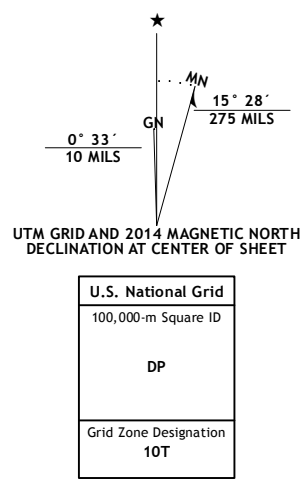 MN
15° 28´
275 MILS
GN
0° 33´
10 MILS
UTM GRID AND 2014 MAGNETIC NORTH
DECLINATION AT CENTER OF SHEET
U.S. National Grid
100,000-m Square ID
DP
Grid Zone Designation
10T